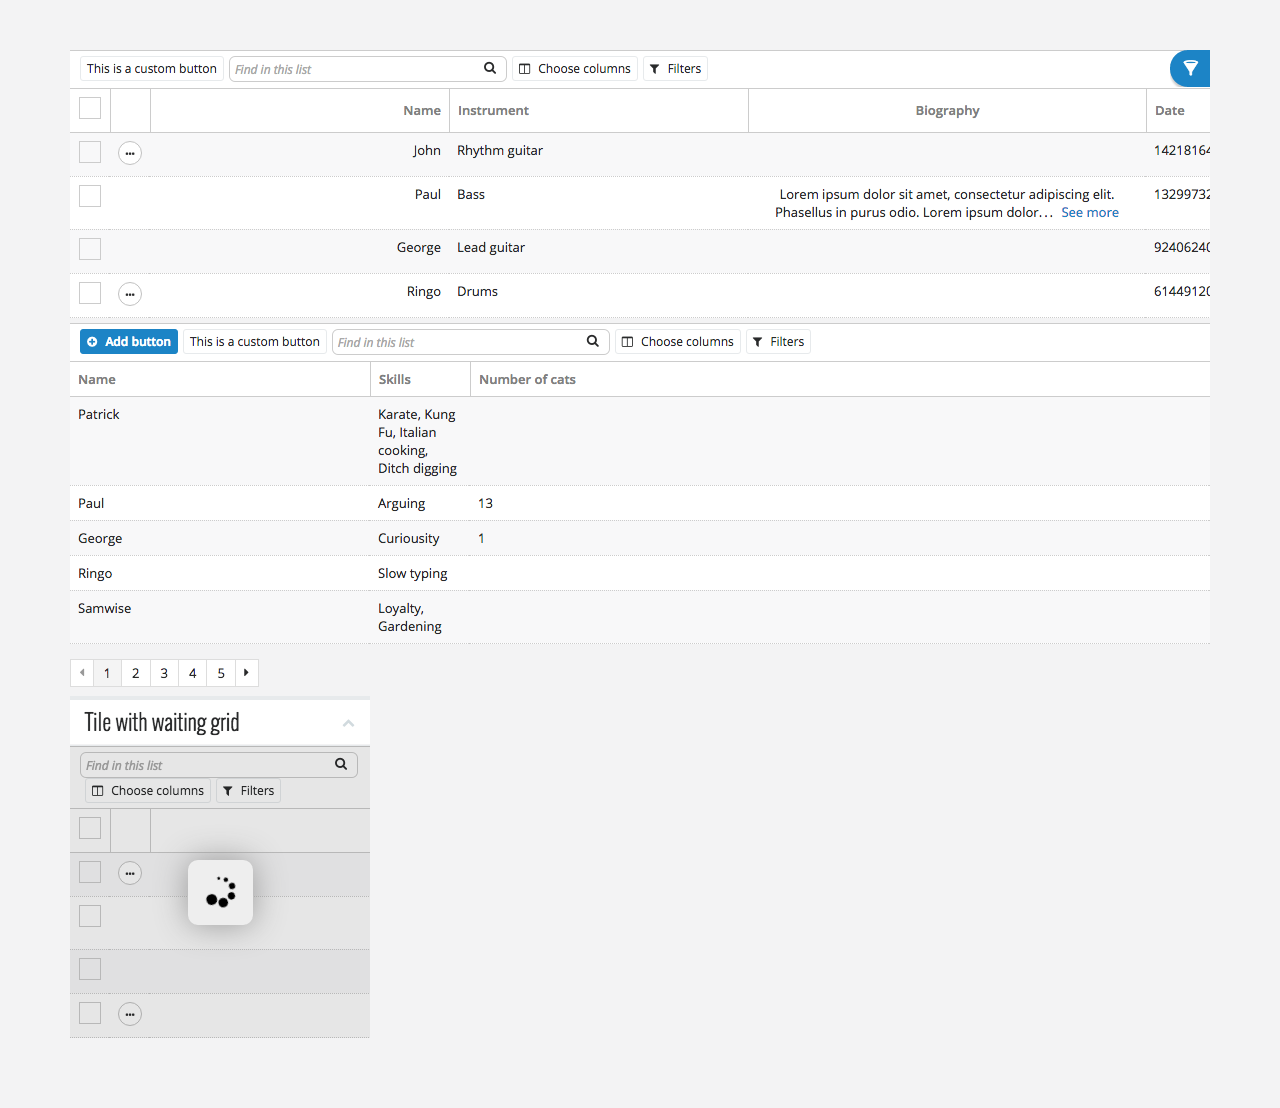 This is a custom button Find in this list Choose columns Filters
Name Instrument Biography Date
John Rhythm guitar 14218164
Paul Bass Lorem ipsum dolor sit amet, consectetur adipiscing elit. 13299732
Phasellus in purus odio. Lorem ipsum dolor... See more
George Lead guitar 92406240
Ringo Drums 61449120
Add button This is a custom button Find in this list Choose columns Filters
Name Skills Number of cats
Patrick Karate, Kung
Fu, Italian
cooking,
Ditch digging
Paul Arguing 13
George Curiousity 1
Ringo Slow typing
Samwise Loyalty,
Gardening
1 2 3 4 5
Tile with waiting grid
Find in this list
Choose columns Filters